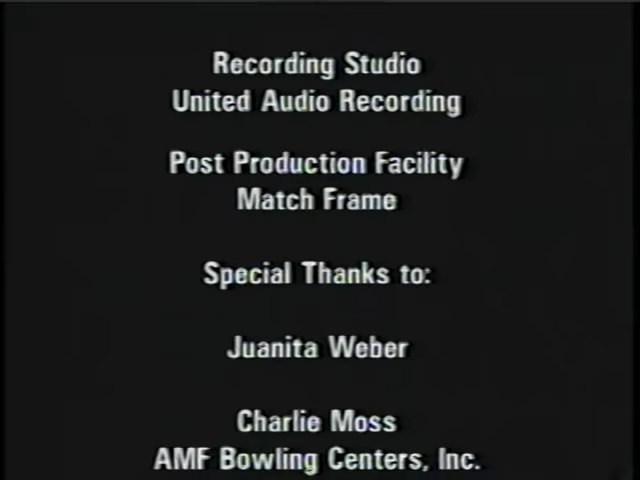 Recording Studio
United Audio Recording
Post Production Facility
Match Frame
Special Thanks to:
Juanita Weber
Charlie Moss
AMF Bowling Centers, Inc.